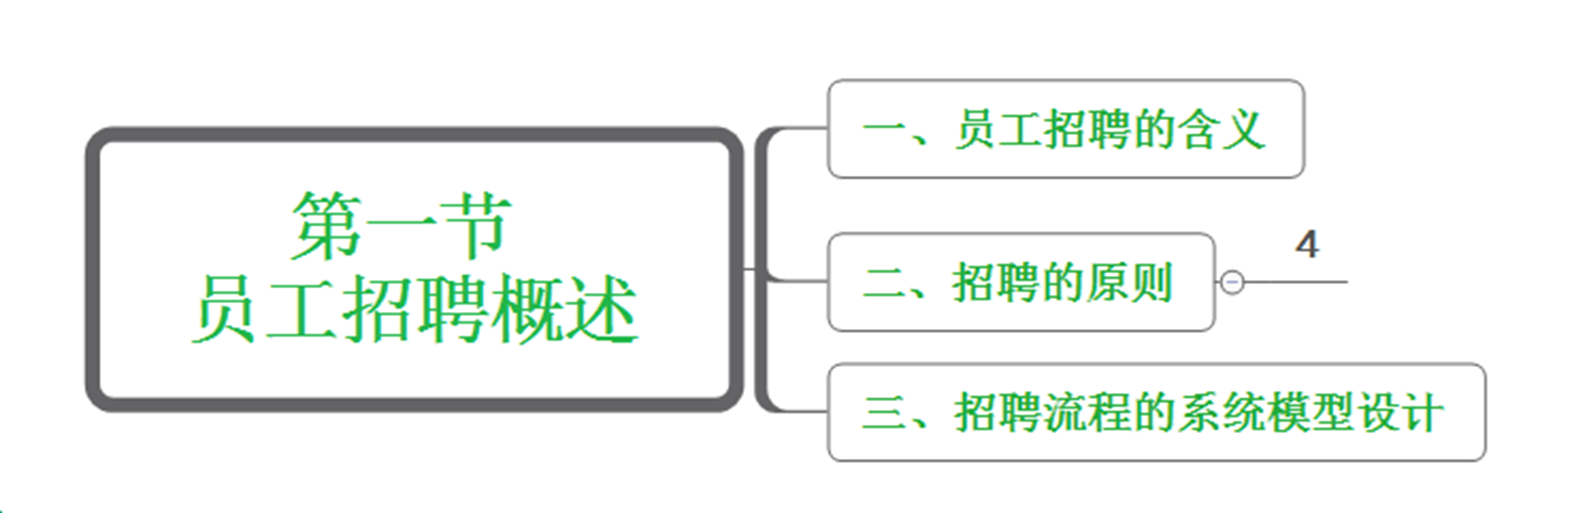 第一节
员工招聘概述
一、员工招聘的含义
二、招聘的原则
4
三、招聘流程的系统模型设计